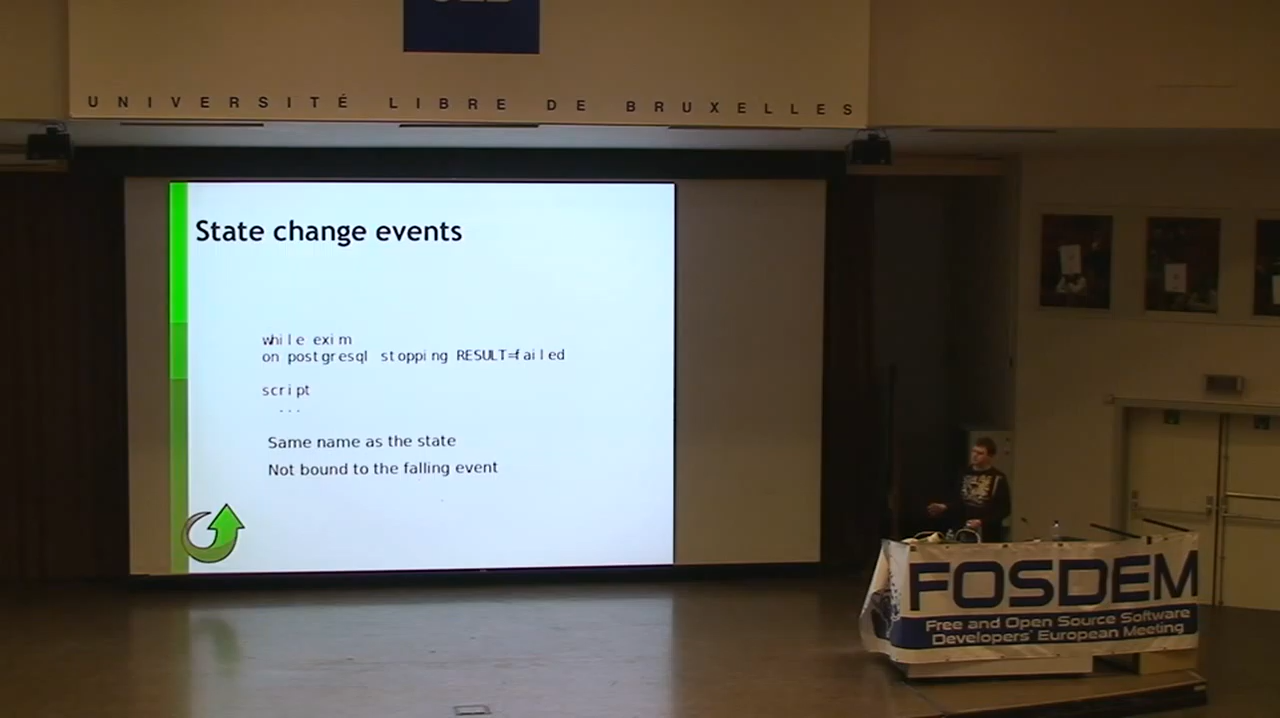 UNIVERSITÉ LIBRE DE BRUXELLES
State change events
while exim
on postgresql stopping RESULT=failed
script
...
Same name as the state
Not bound to the falling event
FOSDEM
Free and Open Source Software
Developers' European Meeting